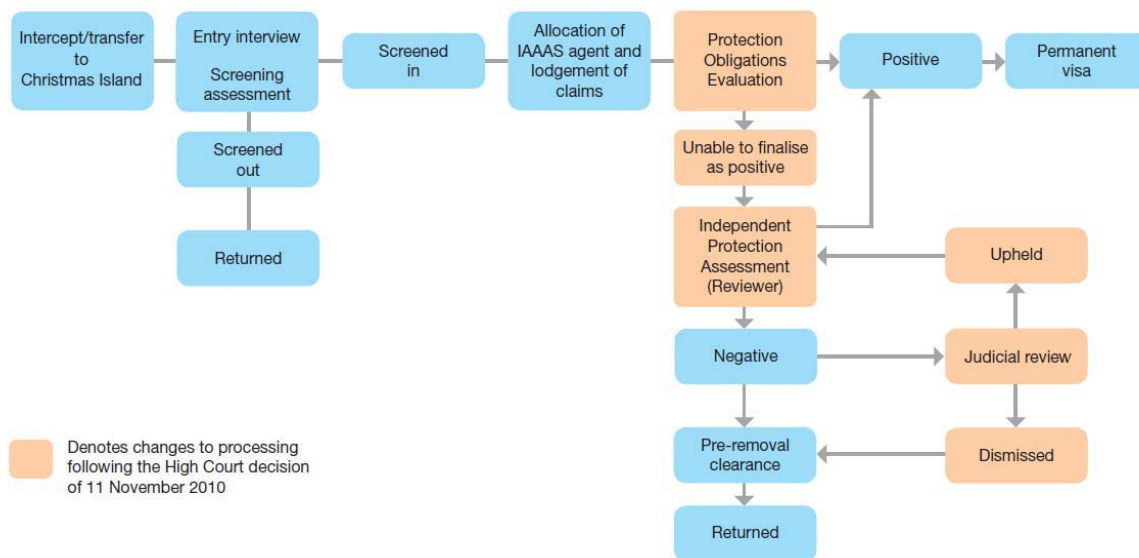 Intercept/transfer
to
Christmas Island
Entry interview
Screening
assessment
Screened
in
Allocation of
IAAAS agent and
lodgement of
claims
Protection
Obligations
Evaluation
Positive
Permanent
visa
Screened
out
Unable to finalise
as positive
Returned
Independent
Protection
Assessment
(Reviewer)
Upheld
Negative
Judicial review
Denotes changes to processing
following the High Court decision
of 11 November 2010
Pre-removal
clearance
Dismissed
Returned